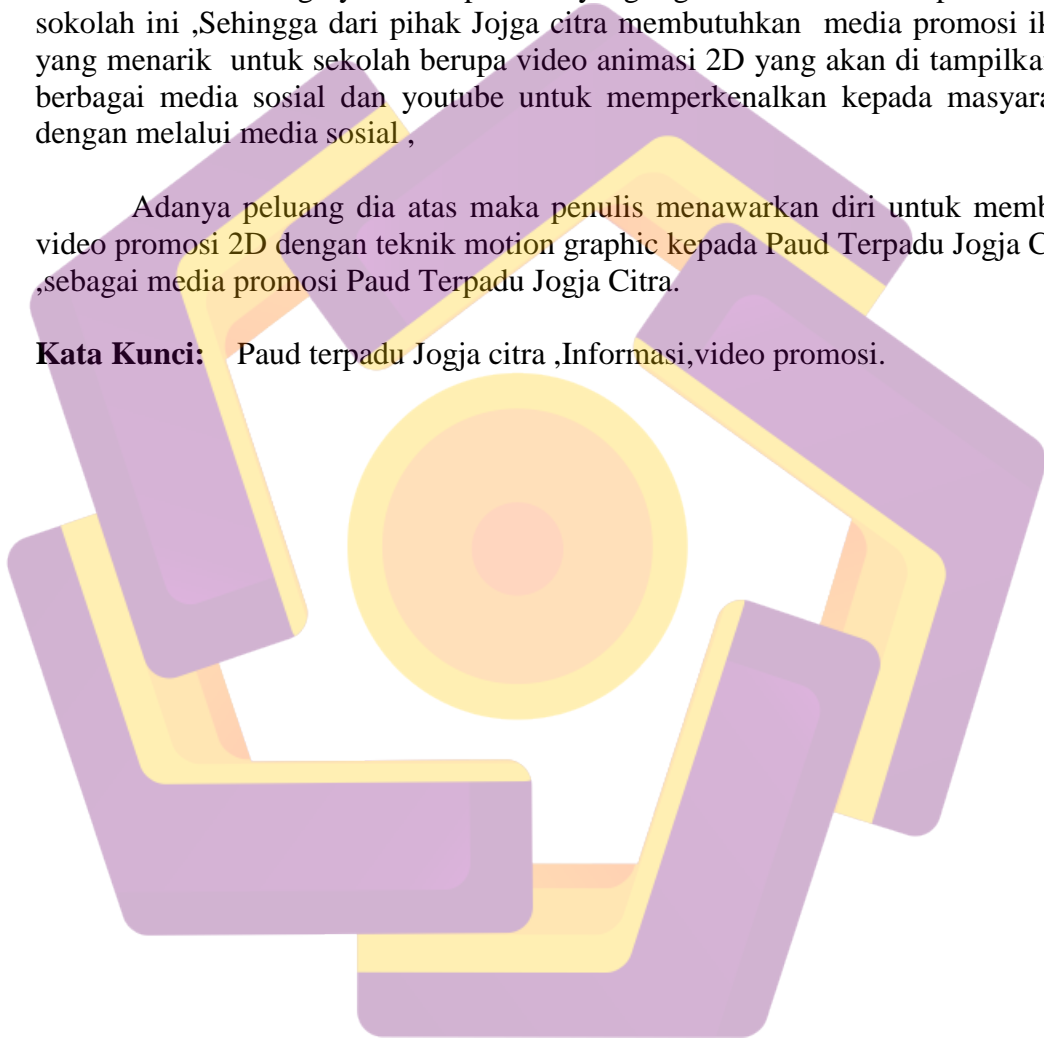 sokolah ini ,Sehingga dari pihak Jojga citra membutuhkan media promosi
yang menarik untuk sekolah berupa video animasi 2D yang akan di
berbagai media sosial dan youtube untuk memperkenalkan kepada
dengan melalui media sosial ,
Adanya peluang dia atas maka penulis menawarkan diri untuk
video promosi 2D dengan teknik motion graphic kepada Paud Terpadu Jogja
,sebagai media promosi Paud Terpadu Jogja Citra.
Kata Kunci: Paud terpadu Jogja citra ,Informasi,video promosi.